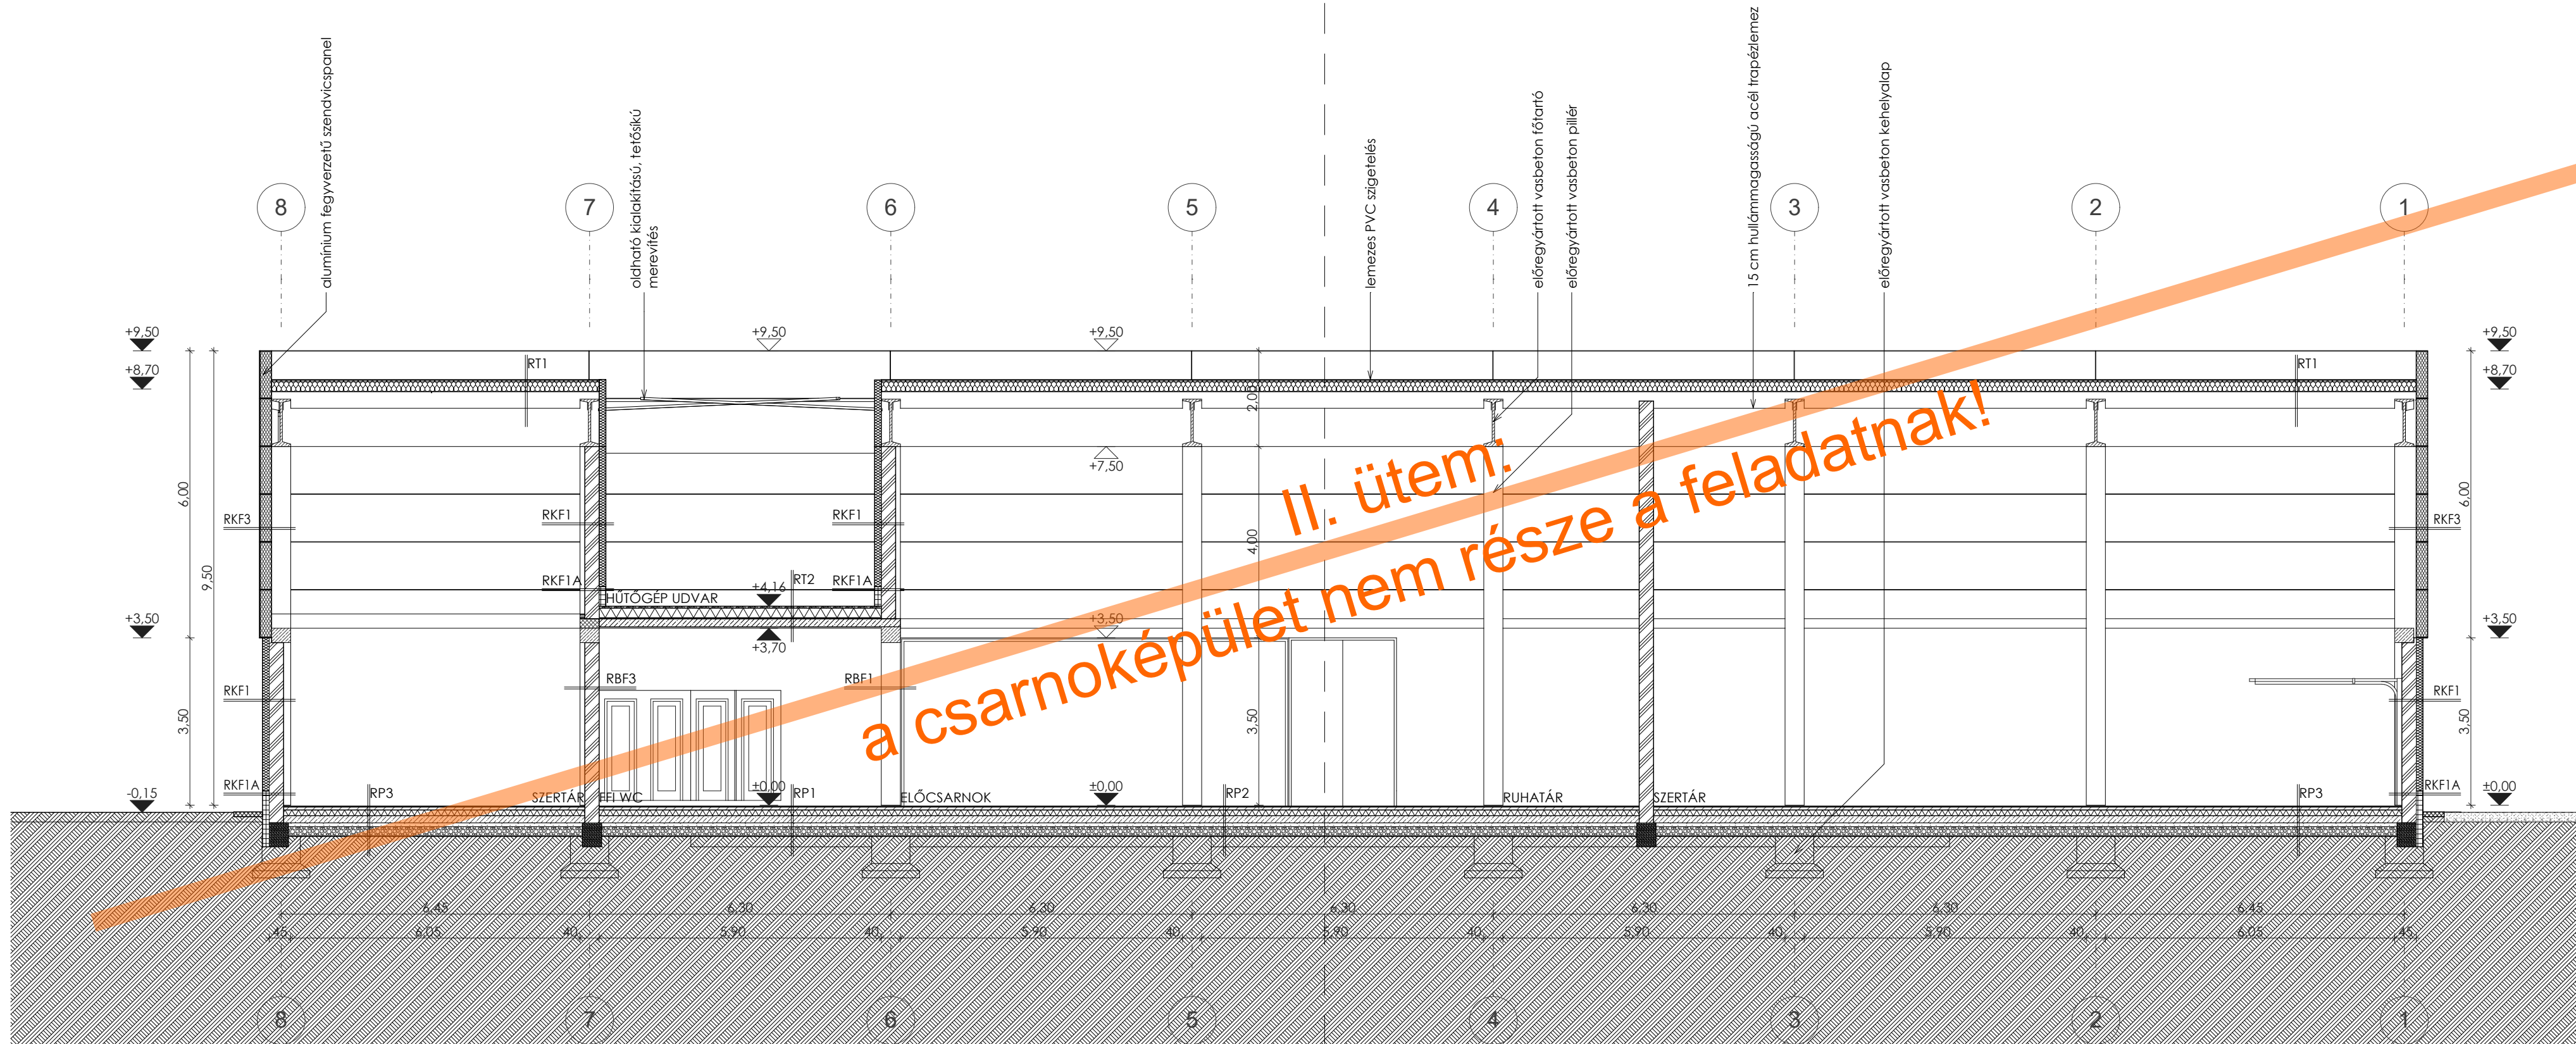 alumínium fegyverzetű szendvicspanel
oldható kialakítású, tetősíkú
merevítés
lemezes PVC szigetelés
előregyártott vasbeton főtartó
előregyártott vasbeton pillér
15 cm hullámmagasságú acél trapézlemez
előregyártott vasbeton kehelyalap
8 7 6 5 4 3 2 1
+9,50 +9,50 +9,50 +9,50
+8,70 +8,70
RT1 RT1
2,00
+7,50
6,00 4,00 6,00
9,50
RKF3 RKF1 RKF1 RKF3
RKF1A RKF1A
HŰTŐGÉP UDVAR +4,16 RT2
+3,50 +3,50 +3,50
+3,70
II. ütem.
a csarnoképület nem része a feladatnak!
RKF1 RBF3 RBF1 RKF1
3,50 3,50 3,50
RKF1A RKF1A
-0,15 ±0,00 ±0,00 ±0,00
RP3 RP1 RP2 RP3
SZERTÁR FFI WC ELŐCSARNOK RUHATÁR SZERTÁR
6,45 6,30 6,30 6,30 6,30 6,30 6,45
45 6,05 40 5,90 40 5,90 40 5,90 40 5,90 40 5,90 40 6,05 45
8 7 6 5 4 3 2 1